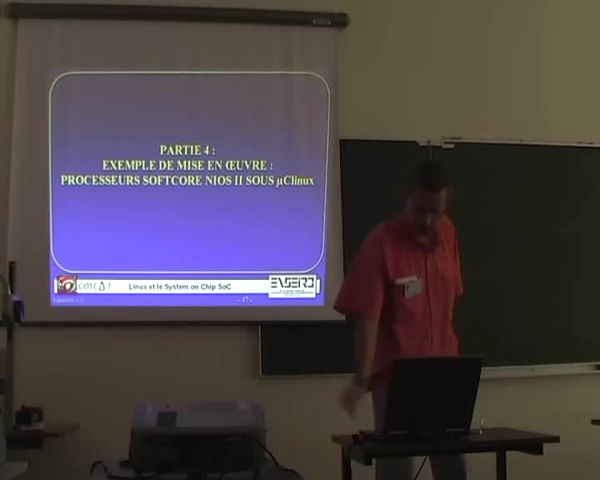 PARTIE 4 :
EXEMPLE DE MISE EN ŒUVRE :
PROCESSEURS SOFTCORE NIOS II SOUS µClinux
Linux et le System on Chip SoC
ENSEIRB
- 47 -